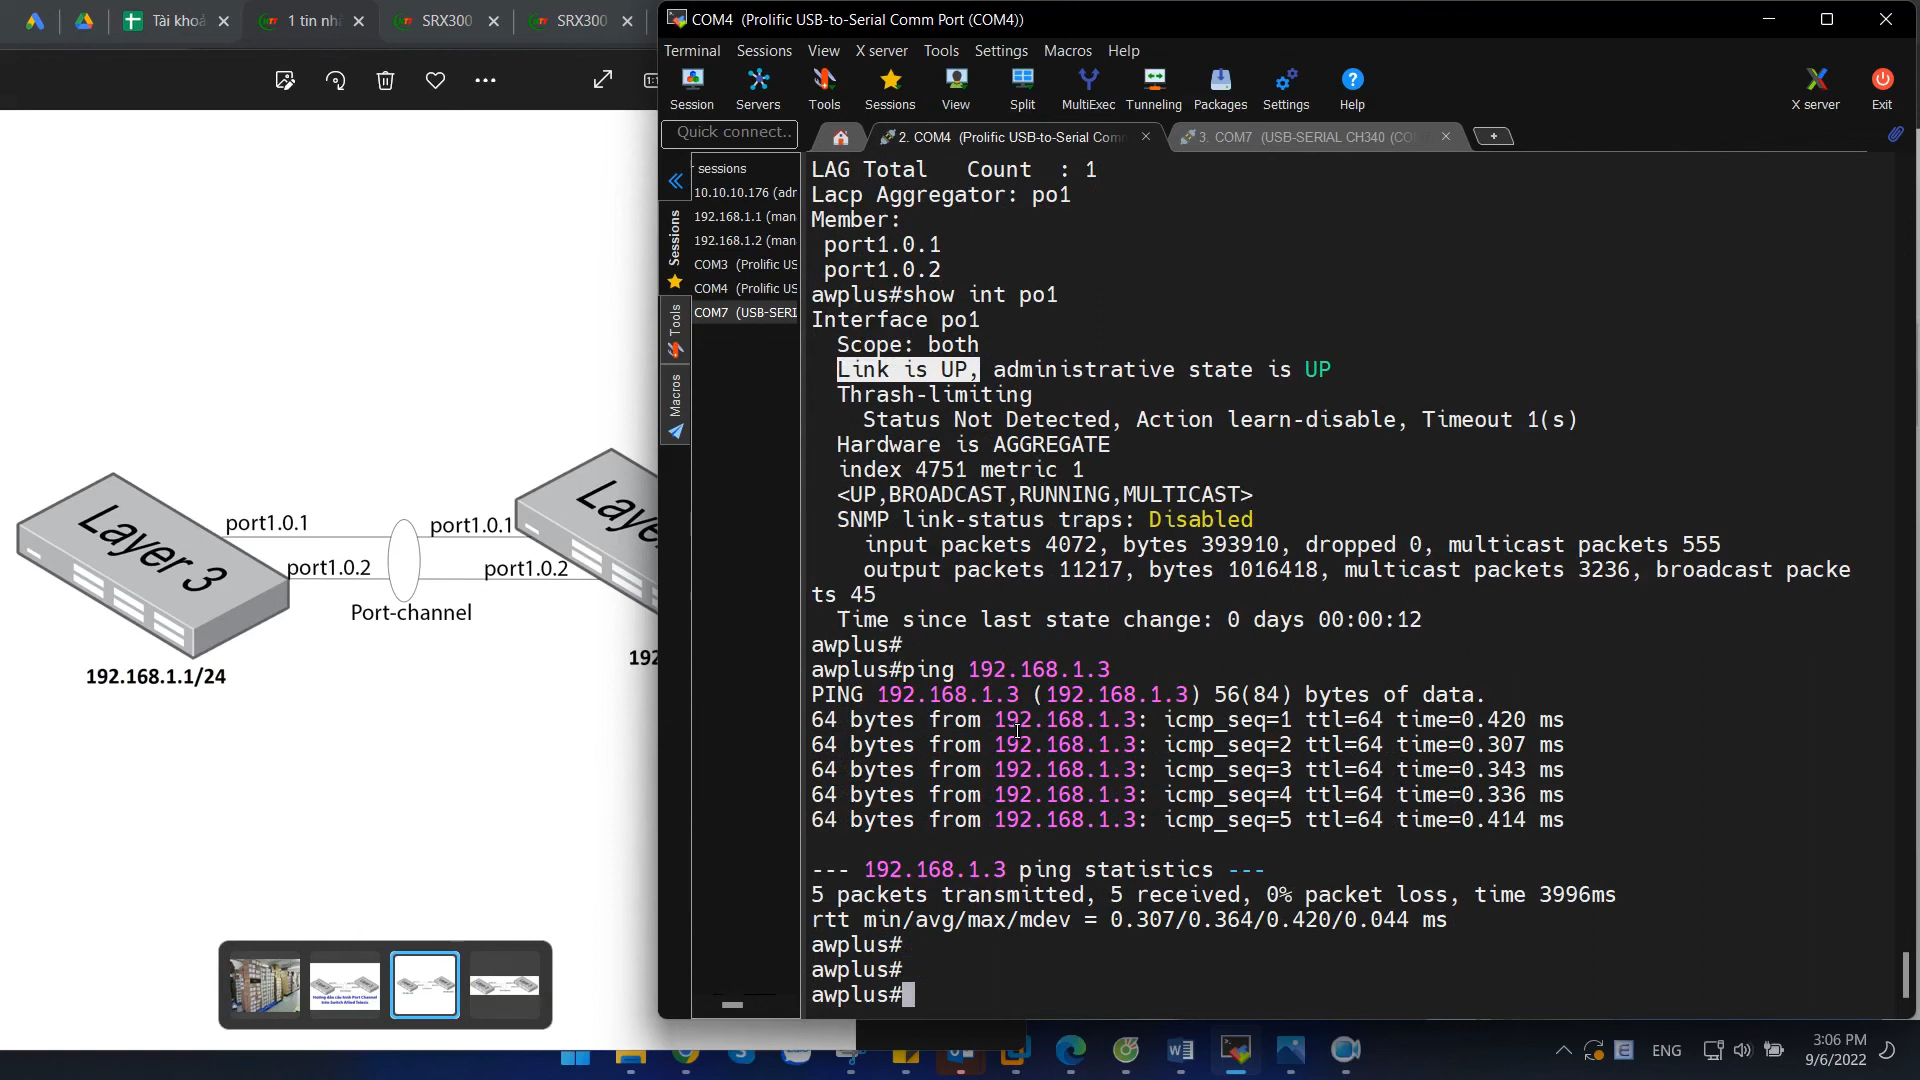 Tài khoả
1 tin nh
SRX300
SRX300
COM4 (Prolific USB-to-Serial Comm Port (COM4))
Terminal Sessions View X server Tools Settings Macros Help
Session Servers Tools Sessions View Split MultiExec Tunneling Packages Settings Help X server Exit
Quick connect..
2. COM4 (Prolific USB-to-Serial Com
3. COM7 (USB-SERIAL CH340 (CO
sessions
10.10.10.176 (adr
192.168.1.1 (man
192.168.1.2 (man
COM3 (Prolific US
COM4 (Prolific US
COM7 (USB-SERI
Sessions
Tools
Macros
LAG Total Count : 1
Lacp Aggregator: po1
Member:
port1.0.1
port1.0.2
awplus#show int po1
Interface po1
Scope: both
Link is UP, administrative state is UP
Thrash-limiting
Status Not Detected, Action learn-disable, Timeout 1(s)
Hardware is AGGREGATE
index 4751 metric 1
<UP,BROADCAST,RUNNING,MULTICAST>
SNMP link-status traps: Disabled
input packets 4072, bytes 393910, dropped 0, multicast packets 555
output packets 11217, bytes 1016418, multicast packets 3236, broadcast packe
ts 45
Time since last state change: 0 days 00:00:12
awplus#
awplus#ping 192.168.1.3
PING 192.168.1.3 (192.168.1.3) 56(84) bytes of data.
64 bytes from 192.168.1.3: icmp_seq=1 ttl=64 time=0.420 ms
64 bytes from 192.168.1.3: icmp_seq=2 ttl=64 time=0.307 ms
64 bytes from 192.168.1.3: icmp_seq=3 ttl=64 time=0.343 ms
64 bytes from 192.168.1.3: icmp_seq=4 ttl=64 time=0.336 ms
64 bytes from 192.168.1.3: icmp_seq=5 ttl=64 time=0.414 ms
--- 192.168.1.3 ping statistics ---
5 packets transmitted, 5 received, 0% packet loss, time 3996ms
rtt min/avg/max/mdev = 0.307/0.364/0.420/0.044 ms
awplus#
awplus#
awplus#
Layer 3
port1.0.1
port1.0.2
Port-channel
port1.0.1
port1.0.2
Laye
192.168.1.1/24
192
Hướng dẫn cấu hình Port Channel
trên Switch Allied Telesis
ENG
3:06 PM
9/6/2022